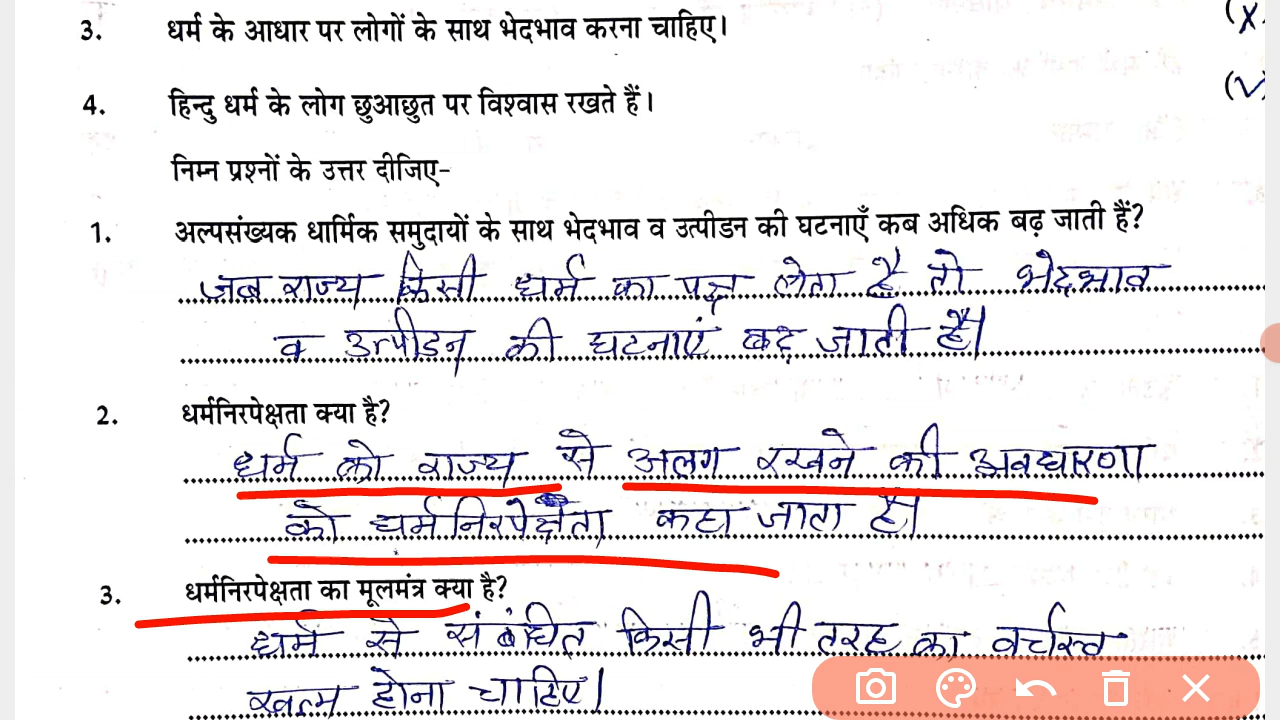 3. धर्म के आधार पर लोगों के साथ भेदभाव करना चाहिए। (x
4. हिन्दु धर्म के लोग छुआछुत पर विश्वास रखते हैं। (✓
निम्न प्रश्नों के उत्तर दीजिए-
1. अल्पसंख्यक धार्मिक समुदायों के साथ भेदभाव व उत्पीडन की घटनाएँ कब अधिक बढ़ जाती हैं?
जब राज्य किसी धर्म का पक्ष लेता है तो भेदभाव
व उत्पीडन की घटनाएं बढ़ जाती हैं।
2. धर्मनिरपेक्षता क्या है?
धर्म को राज्य से अलग रखने की अवधारणा
को धर्मनिरपेक्षता कहा जाता है।
3. धर्मनिरपेक्षता का मूलमंत्र क्या है?
धर्म से संबंधित किसी भी तरह का वर्चस्व
खत्म होना चाहिए।